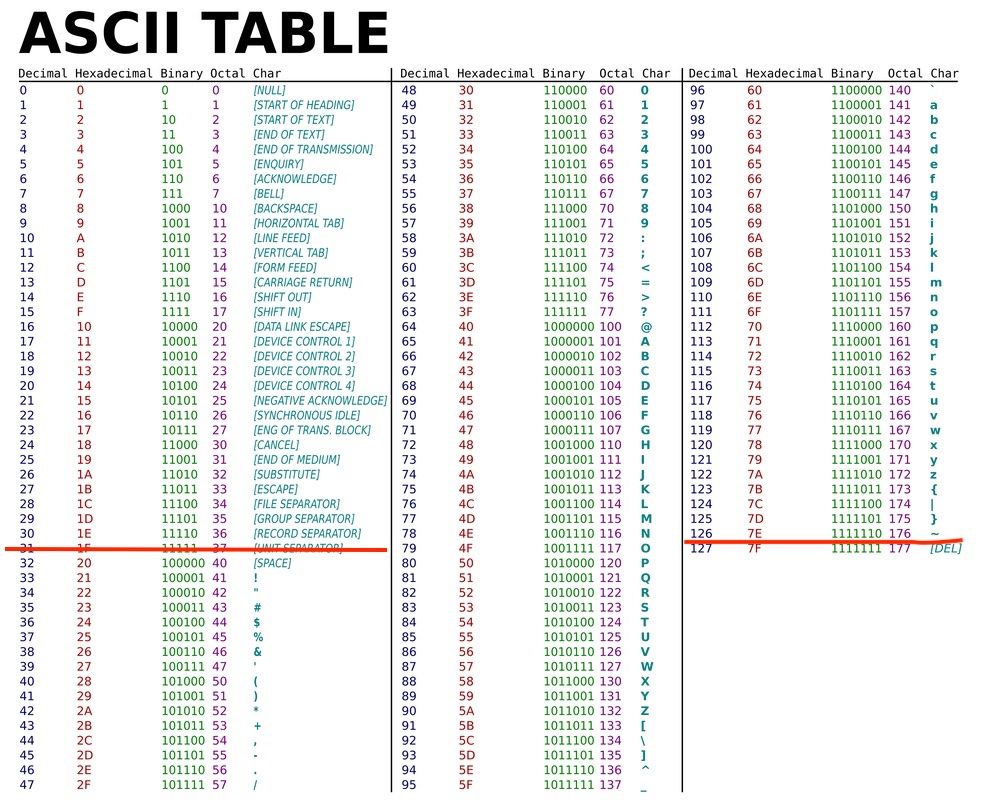 ASCII TABLE
Decimal Hexadecimal Binary Octal Char
0 0 0 0 [NULL]
1 1 1 1 [START OF HEADING]
2 2 10 2 [START OF TEXT]
3 3 11 3 [END OF TEXT]
4 4 100 4 [END OF TRANSMISSION]
5 5 101 5 [ENQUIRY]
6 6 110 6 [ACKNOWLEDGE]
7 7 111 7 [BELL]
8 8 1000 10 [BACKSPACE]
9 9 1001 11 [HORIZONTAL TAB]
10 A 1010 12 [LINE FEED]
11 B 1011 13 [VERTICAL TAB]
12 C 1100 14 [FORM FEED]
13 D 1101 15 [CARRIAGE RETURN]
14 E 1110 16 [SHIFT OUT]
15 F 1111 17 [SHIFT IN]
16 10 10000 20 [DATA LINK ESCAPE]
17 11 10001 21 [DEVICE CONTROL 1]
18 12 10010 22 [DEVICE CONTROL 2]
19 13 10011 23 [DEVICE CONTROL 3]
20 14 10100 24 [DEVICE CONTROL 4]
21 15 10101 25 [NEGATIVE ACKNOWLEDGE]
22 16 10110 26 [SYNCHRONOUS IDLE]
23 17 10111 27 [ENG OF TRANS. BLOCK]
24 18 11000 30 [CANCEL]
25 19 11001 31 [END OF MEDIUM]
26 1A 11010 32 [SUBSTITUTE]
27 1B 11011 33 [ESCAPE]
28 1C 11100 34 [FILE SEPARATOR]
29 1D 11101 35 [GROUP SEPARATOR]
30 1E 11110 36 [RECORD SEPARATOR]
31 1F 11111 37 [UNIT SEPARATOR]
32 20 100000 40 [SPACE]
33 21 100001 41 !
34 22 100010 42 "
35 23 100011 43 #
36 24 100100 44 $
37 25 100101 45 %
38 26 100110 46 &
39 27 100111 47 '
40 28 101000 50 (
41 29 101001 51 )
42 2A 101010 52 *
43 2B 101011 53 +
44 2C 101100 54 ,
45 2D 101101 55 -
46 2E 101110 56 .
47 2F 101111 57 /
Decimal Hexadecimal Binary Octal Char
48 30 110000 60 0
49 31 110001 61 1
50 32 110010 62 2
51 33 110011 63 3
52 34 110100 64 4
53 35 110101 65 5
54 36 110110 66 6
55 37 110111 67 7
56 38 111000 70 8
57 39 111001 71 9
58 3A 111010 72 :
59 3B 111011 73 ;
60 3C 111100 74 <
61 3D 111101 75 =
62 3E 111110 76 >
63 3F 111111 77 ?
64 40 1000000 100 @
65 41 1000001 101 A
66 42 1000010 102 B
67 43 1000011 103 C
68 44 1000100 104 D
69 45 1000101 105 E
70 46 1000110 106 F
71 47 1000111 107 G
72 48 1001000 110 H
73 49 1001001 111 I
74 4A 1001010 112 J
75 4B 1001011 113 K
76 4C 1001100 114 L
77 4D 1001101 115 M
78 4E 1001110 116 N
79 4F 1001111 117 O
80 50 1010000 120 P
81 51 1010001 121 Q
82 52 1010010 122 R
83 53 1010011 123 S
84 54 1010100 124 T
85 55 1010101 125 U
86 56 1010110 126 V
87 57 1010111 127 W
88 58 1011000 130 X
89 59 1011001 131 Y
90 5A 1011010 132 Z
91 5B 1011011 133 [
92 5C 1011100 134 \
93 5D 1011101 135 ]
94 5E 1011110 136 ^
95 5F 1011111 137 _
Decimal Hexadecimal Binary Octal Char
96 60 1100000 140 `
97 61 1100001 141 a
98 62 1100010 142 b
99 63 1100011 143 c
100 64 1100100 144 d
101 65 1100101 145 e
102 66 1100110 146 f
103 67 1100111 147 g
104 68 1101000 150 h
105 69 1101001 151 i
106 6A 1101010 152 j
107 6B 1101011 153 k
108 6C 1101100 154 l
109 6D 1101101 155 m
110 6E 1101110 156 n
111 6F 1101111 157 o
112 70 1110000 160 p
113 71 1110001 161 q
114 72 1110010 162 r
115 73 1110011 163 s
116 74 1110100 164 t
117 75 1110101 165 u
118 76 1110110 166 v
119 77 1110111 167 w
120 78 1111000 170 x
121 79 1111001 171 y
122 7A 1111010 172 z
123 7B 1111011 173 {
124 7C 1111100 174 |
125 7D 1111101 175 }
126 7E 1111110 176 ~
127 7F 1111111 177 [DEL]